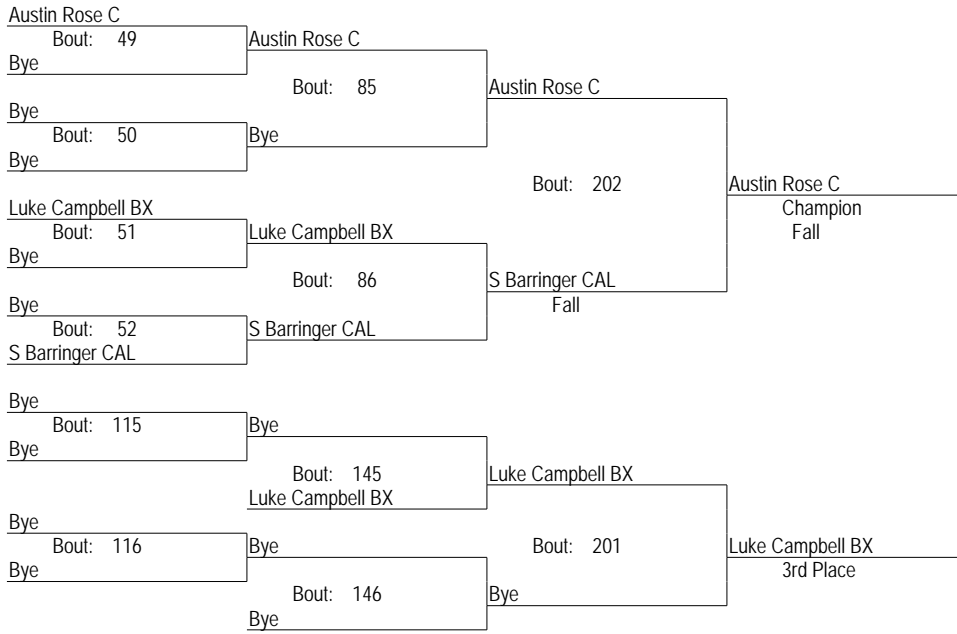 Austin Rose C
Bout: 49
Austin Rose C
Bye
Bout: 85
Austin Rose C
Bye
Bout: 50
Bye
Bye
Bout: 202
Austin Rose C
Luke Campbell BX
Champion
Bout: 51
Luke Campbell BX
Fall
Bye
Bout: 86
S Barringer CAL
Bye
Fall
Bout: 52
S Barringer CAL
S Barringer CAL
Bye
Bout: 115
Bye
Bye
Bout: 145
Luke Campbell BX
Luke Campbell BX
Bye
Bout: 116
Bye
Bout: 201
Luke Campbell BX
Bye
3rd Place
Bout: 146
Bye
Bye